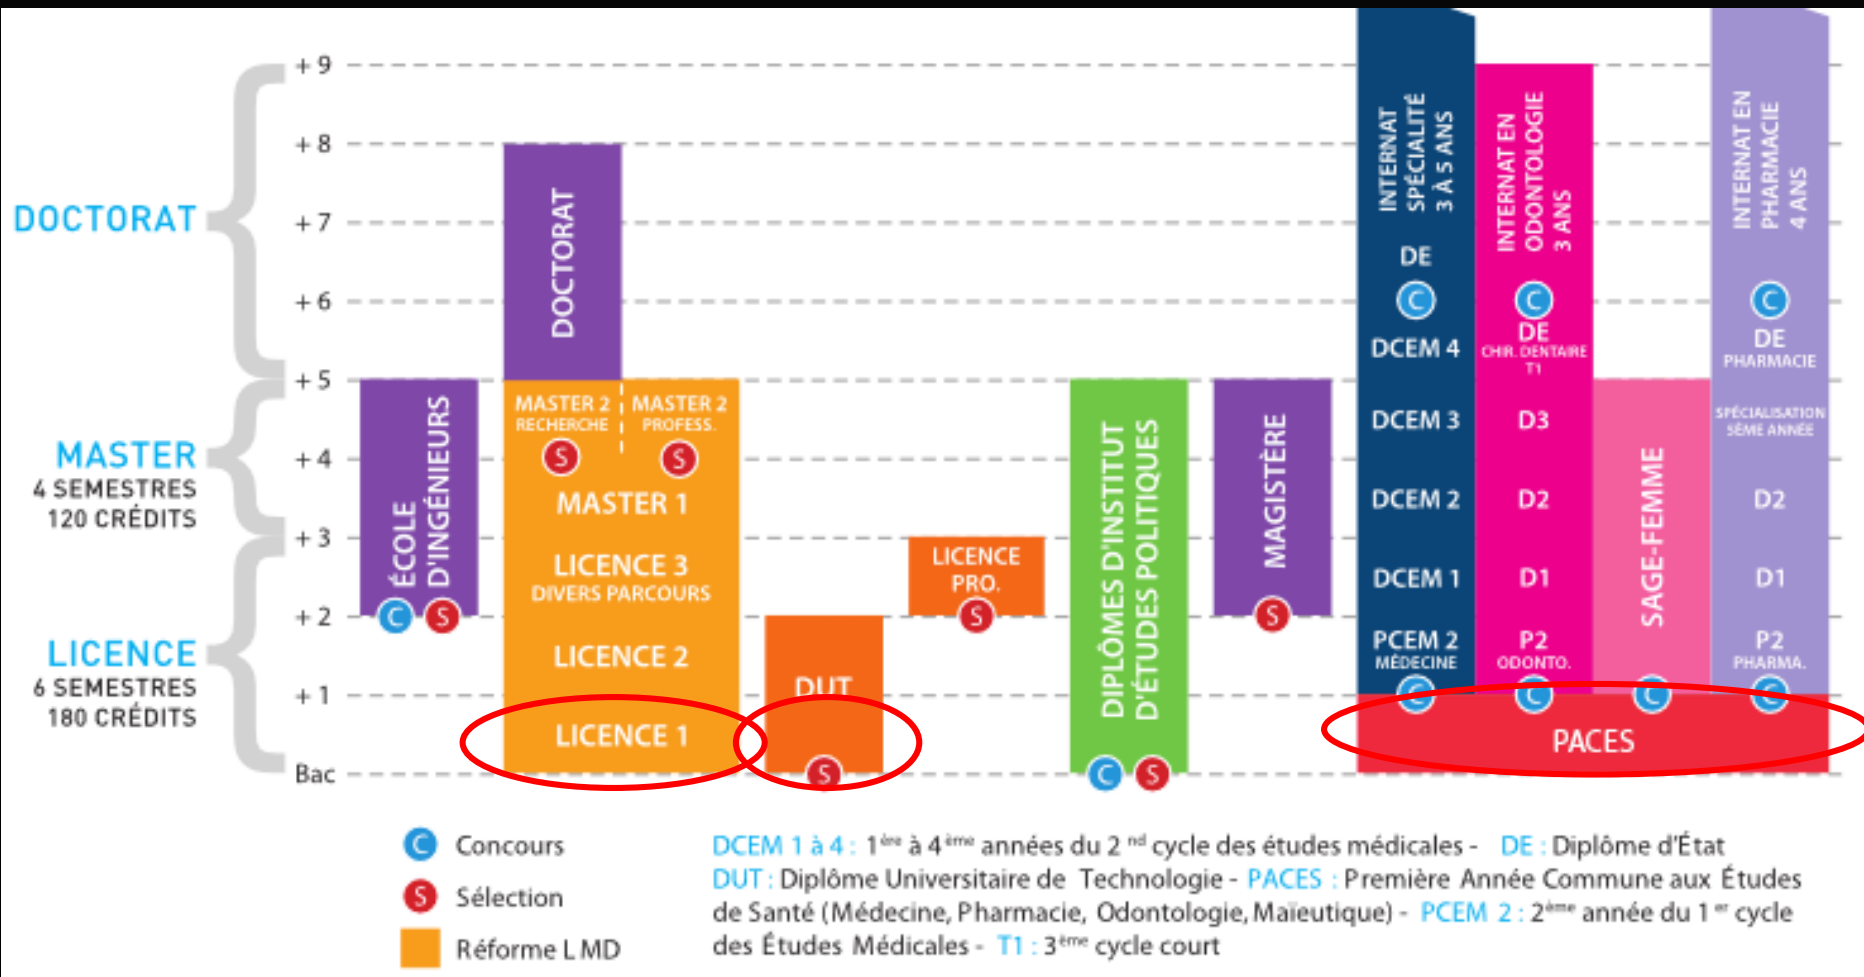 + 9
+ 8
+ 7
+ 6
+ 5
+ 4
+ 3
+ 2
+ 1
Bac
DOCTORAT
MASTER
4 SEMESTRES
120 CRÉDITS
LICENCE
6 SEMESTRES
180 CRÉDITS
ÉCOLE
D'INGÉNIEURS
C S
DOCTORAT
MASTER 2
RECHERCHE
S
MASTER 2
PROFESS.
S
MASTER 1
LICENCE 3
DIVERS PARCOURS
LICENCE 2
LICENCE 1
DUT
S
LICENCE
PRO.
S
DIPLÔMES D'INSTITUT
D'ÉTUDES POLITIQUES
C S
MAGISTÈRE
S
INTERNAT
SPÉCIALITÉ
3 À 5 ANS
DE
C
DCEM 4
DCEM 3
DCEM 2
DCEM 1
PCEM 2
MÉDECINE
C
INTERNAT EN
ODONTOLOGIE
3 ANS
C
DE
CHIR. DENTAIRE
T1
D3
D2
D1
P2
ODONTO.
C
SAGE-FEMME
C
INTERNAT EN
PHARMACIE
4 ANS
C
DE
PHARMACIE
SPÉCIALISATION
5ÈME ANNÉE
D2
D1
P2
PHARMA.
C
PACES
C Concours
S Sélection
Réforme LMD
DCEM 1 à 4 : 1ère à 4ème années du 2nd cycle des études médicales - DE : Diplôme d'État
DUT : Diplôme Universitaire de Technologie - PACES : Première Année Commune aux Études
de Santé (Médecine, Pharmacie, Odontologie, Maïeutique) - PCEM 2 : 2ème année du 1er cycle
des Études Médicales - T1 : 3ème cycle court